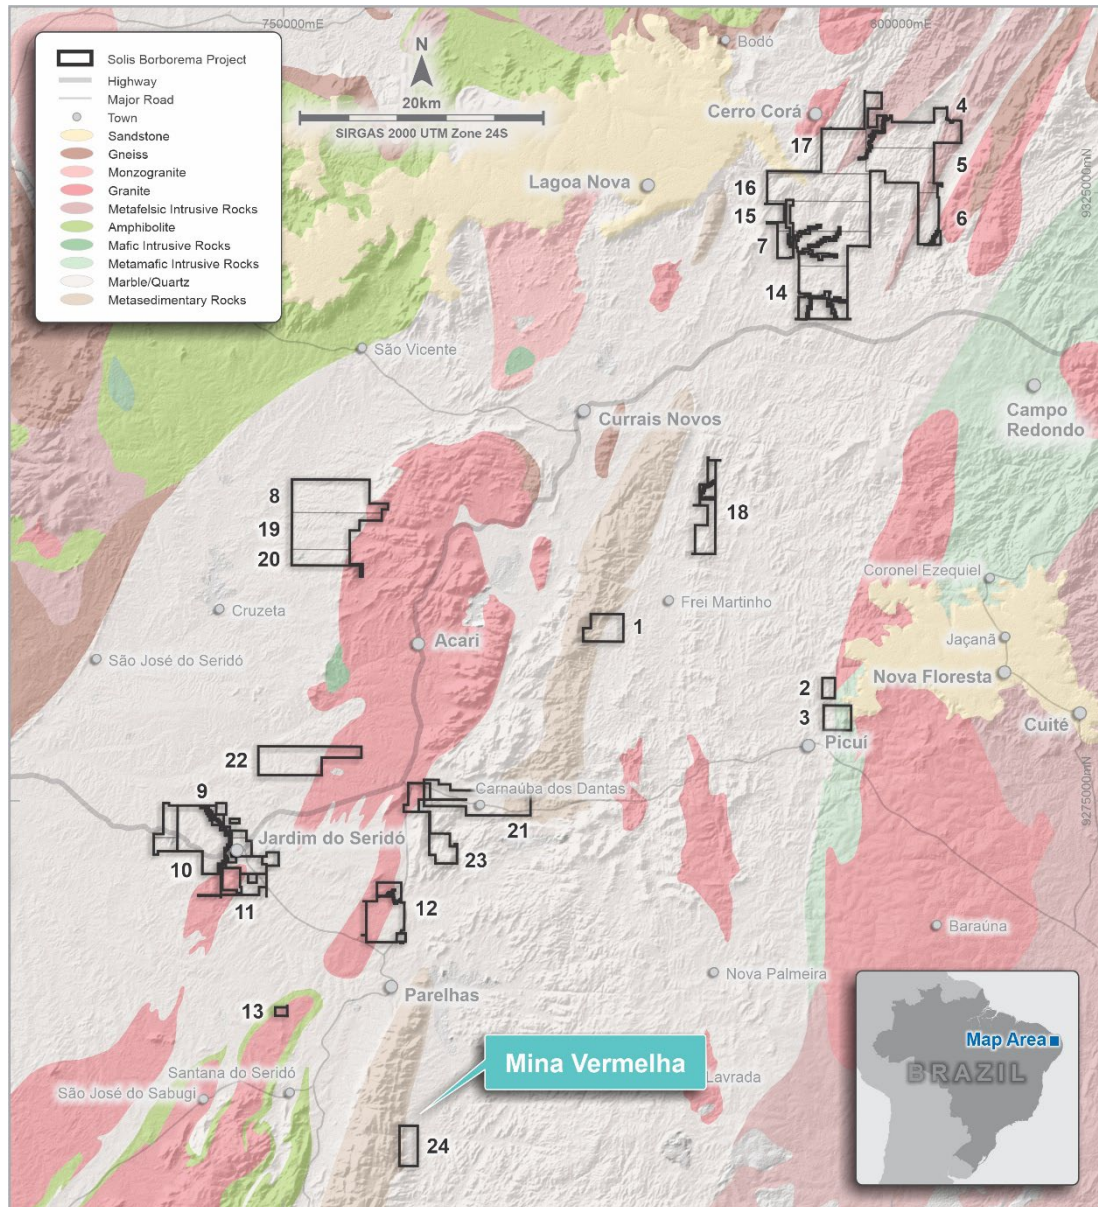 750000mE
800000mE
Solis Borborema Project
Highway
Major Road
Town
Sandstone
Gneiss
Monzogranite
Granite
Metafelsic Intrusive Rocks
Amphibolite
Mafic Intrusive Rocks
Metamafic Intrusive Rocks
Marble/Quartz
Metasedimentary Rocks
N
20km
SIRGAS 2000 UTM Zone 24S
Bodó
Cerro Corá
4
17
5
9325000mN
Lagoa Nova
16
15
6
7
14
São Vicente
Campo
Redondo
Currais Novos
8
18
19
20
Coronel Ezequiel
Cruzeta
Frei Martinho
1
Acari
Jaçanã
São José do Seridó
Nova Floresta
2
3
Cuité
Picuí
22
9275000mN
Carnaúba dos Dantas
9
21
Jardim do Seridó
23
10
11
12
Baraúna
Nova Palmeira
Parelhas
13
Mina Vermelha
Lavrada
Santana do Seridó
São José do Sabugi
24
Map Area
BRAZIL